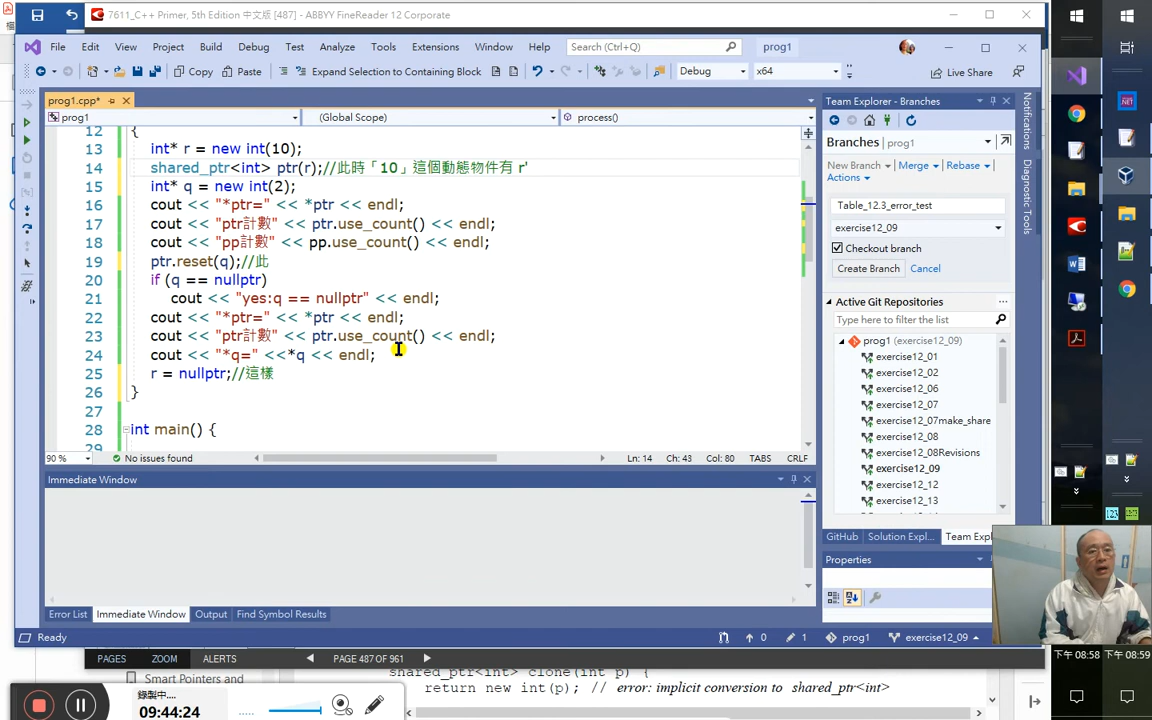 7611_C++ Primer, 5th Edition 中文版 [487] - ABBYY FineReader 12 Corporate
File Edit View Project Build Debug Test Analyze Tools Extensions Window Help Search (Ctrl+Q) prog1
Copy Paste Expand Selection to Containing Block Debug x64 Live Share
prog1.cpp*
prog1 (Global Scope) process()
12 {
13 int* r = new int(10);
14 shared_ptr<int> ptr(r);//此時「10」這個動態物件有 r'
15 int* q = new int(2);
16 cout << "*ptr=" << *ptr << endl;
17 cout << "ptr計數" << ptr.use_count() << endl;
18 cout << "pp計數" << pp.use_count() << endl;
19 ptr.reset(q);//此
20 if (q == nullptr)
21 cout << "yes:q == nullptr" << endl;
22 cout << "*ptr=" << *ptr << endl;
23 cout << "ptr計數" << ptr.use_count() << endl;
24 cout << "*q=" <<*q << endl;
25 r = nullptr;//這樣
26 }
27
28 int main() {
29
90 % No issues found Ln: 14 Ch: 43 Col: 80 TABS CRLF
Immediate Window
Error List Immediate Window Output Find Symbol Results
Ready 0 1 prog1 exercise12_09
Team Explorer - Branches
Branches | prog1
New Branch Merge Rebase
Actions
Table_12.3_error_test
exercise12_09
Checkout branch
Create Branch Cancel
Active Git Repositories
Type here to filter the list
prog1 (exercise12_09)
exercise12_01
exercise12_02
exercise12_06
exercise12_07
exercise12_07make_share
exercise12_08
exercise12_08Revisions
exercise12_09
exercise12_12
exercise12_13
GitHub Solution Expl... Team Expl
Properties
Notifications
Diagnostic Tools
PAGES ZOOM ALERTS PAGE 487 OF 961
Smart Pointers and
shared_ptr<int> clone(int p) {
return new int(p); // error: implicit conversion to shared_ptr<int>
錄製中....
09:44:24
下午 08:58 下午 08:59